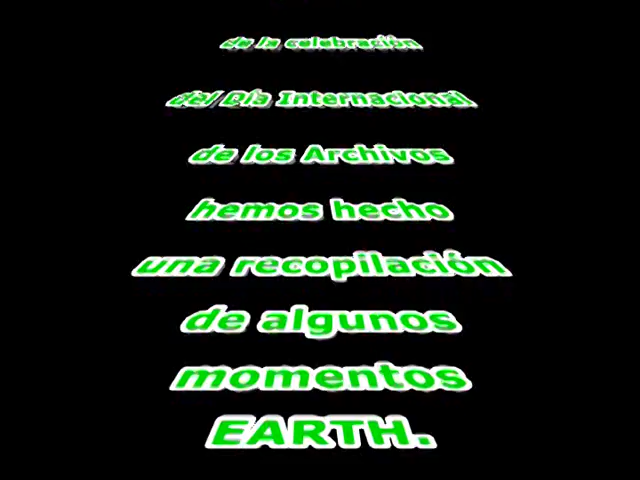 de la celebración
del Día Internacional
de los Archivos
hemos hecho
una recopilación
de algunos
momentos
EARTH.